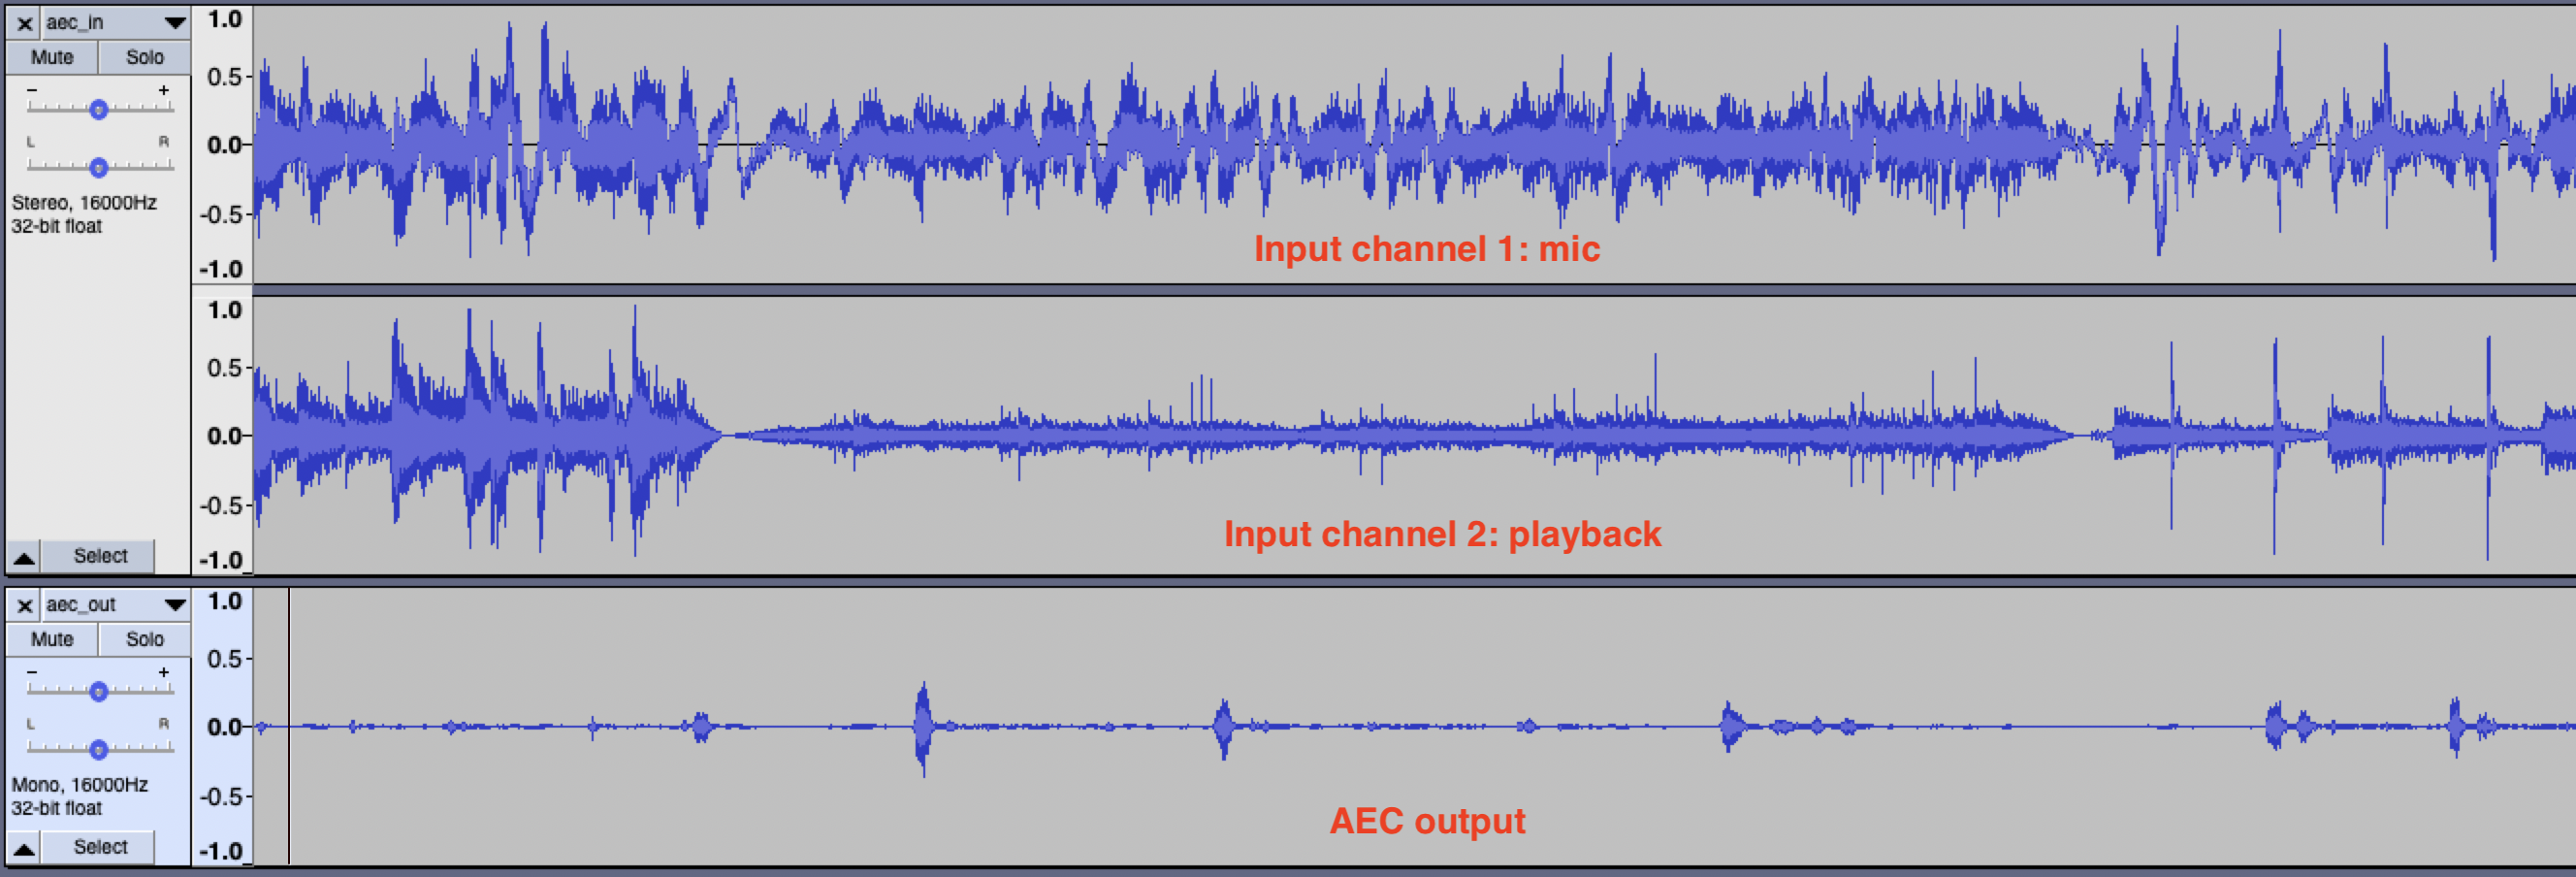 aec_in
Mute Solo
- +
L R
Stereo, 16000Hz
32-bit float
Select
1.0
0.5
0.0
-0.5
-1.0
Input channel 1: mic
1.0
0.5
0.0
-0.5
-1.0
Input channel 2: playback
aec_out
Mute Solo
- +
L R
Mono, 16000Hz
32-bit float
Select
1.0
0.5
0.0
-0.5
-1.0
AEC output